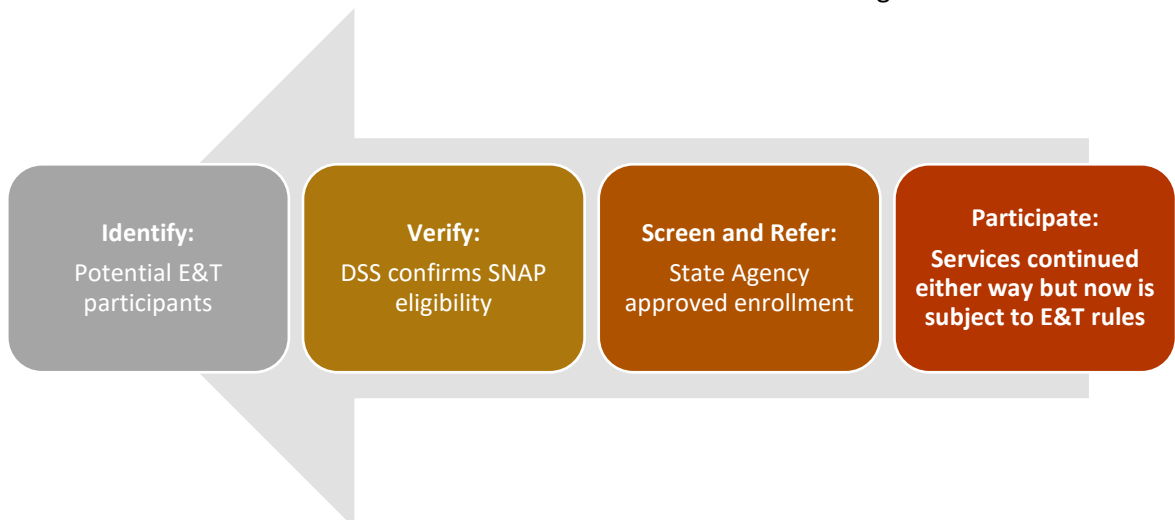 Identify:
Potential E&T
participants
Verify:
DSS confirms SNAP
eligibility
Screen and Refer:
State Agency
approved enrollment
Participate:
Services continued
either way but now is
subject to E&T rules